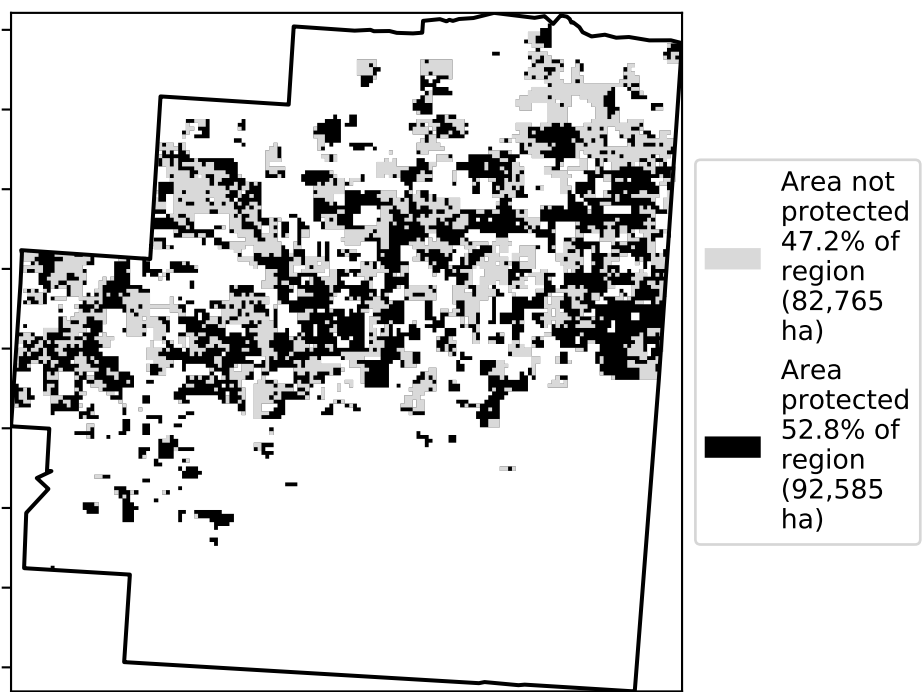 Area not
protected
47.2% of
region
(82,765
ha)
Area
protected
52.8% of
region
(92,585
ha)